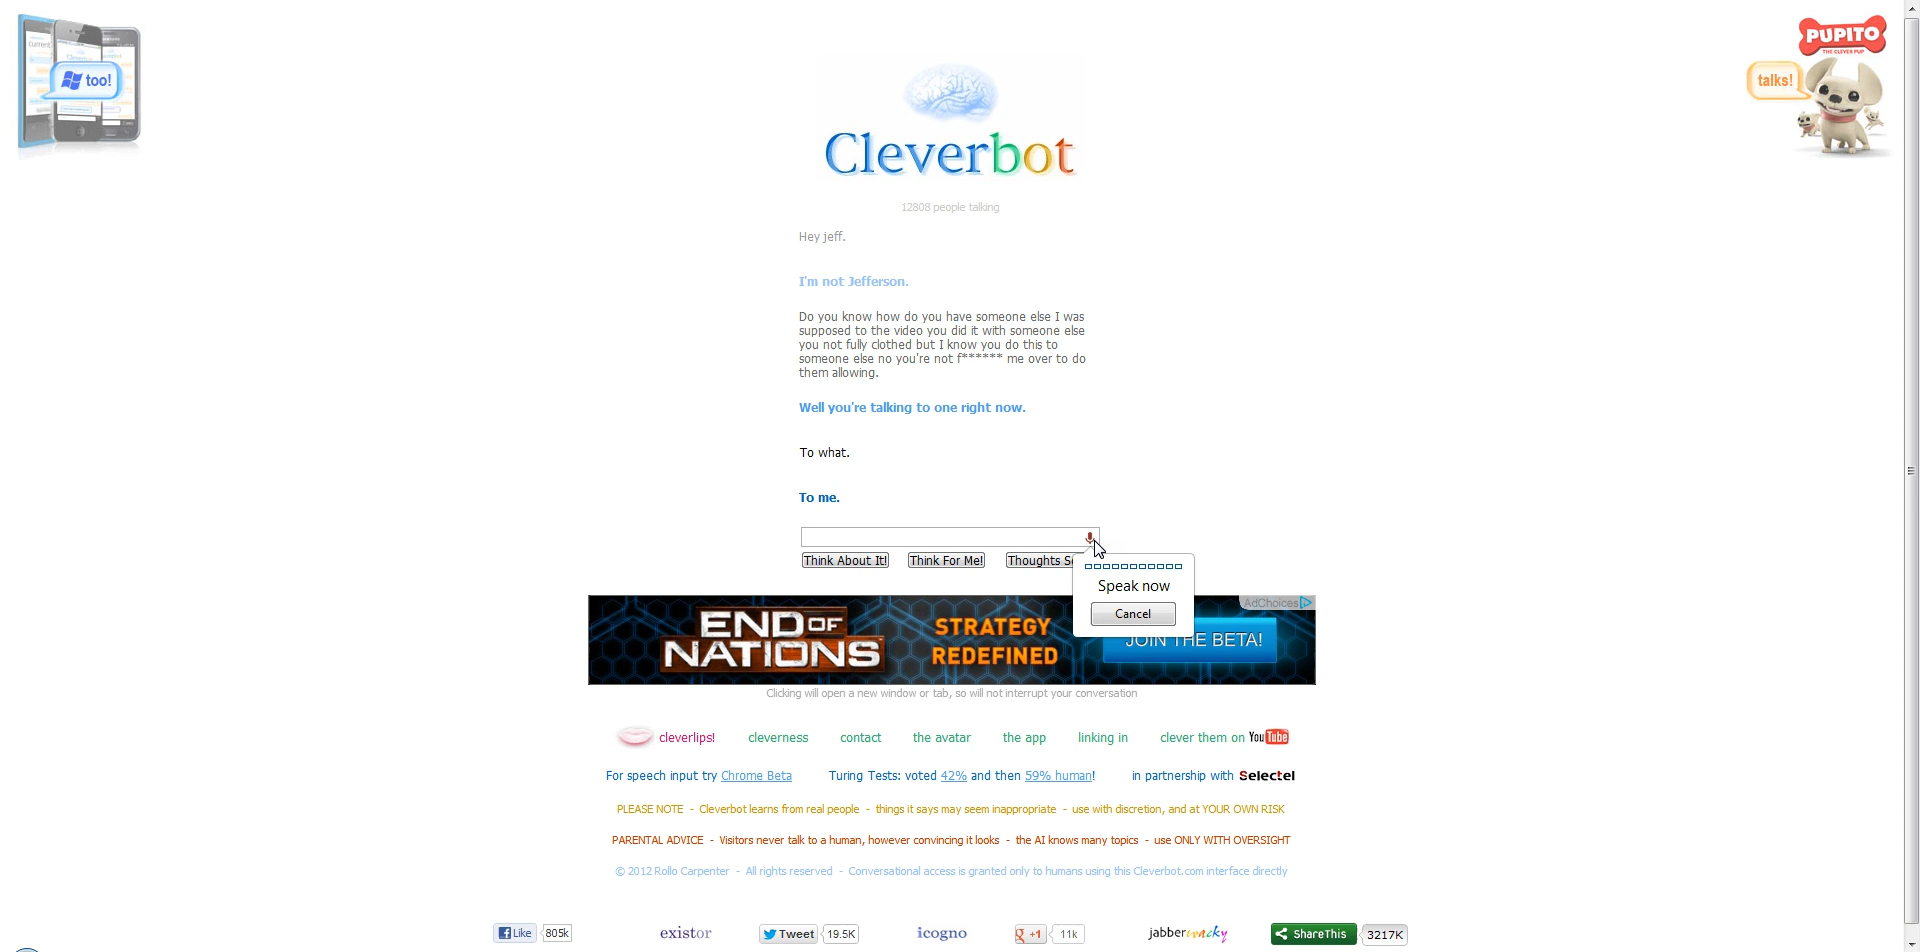 too!
current
PUPITO
THE CLEVER PUP
talks!
Cleverbot
12808 people talking
Hey jeff.
I'm not Jefferson.
Do you know how do you have someone else I was
supposed to the video you did it with someone else
you not fully clothed but I know you do this to
someone else no you're not f****** me over to do
them allowing.
Well you're talking to one right now.
To what.
To me.
Think About It! Think For Me! Thoughts S
Speak now
Cancel
AdChoices
END OF
NATIONS
STRATEGY
REDEFINED
JOIN THE BETA!
Clicking will open a new window or tab, so will not interrupt your conversation
cleverlips! cleverness contact the avatar the app linking in clever them on YouTube
For speech input try Chrome Beta Turing Tests: voted 42% and then 59% human! in partnership with Selectel
PLEASE NOTE - Cleverbot learns from real people - things it says may seem inappropriate - use with discretion, and at YOUR OWN RISK
PARENTAL ADVICE - Visitors never talk to a human, however convincing it looks - the AI knows many topics - use ONLY WITH OVERSIGHT
© 2012 Rollo Carpenter - All rights reserved - Conversational access is granted only to humans using this Cleverbot.com interface directly
Like 805k existor Tweet 19.5K icogno g +1 11k jabberwacky ShareThis 3217K